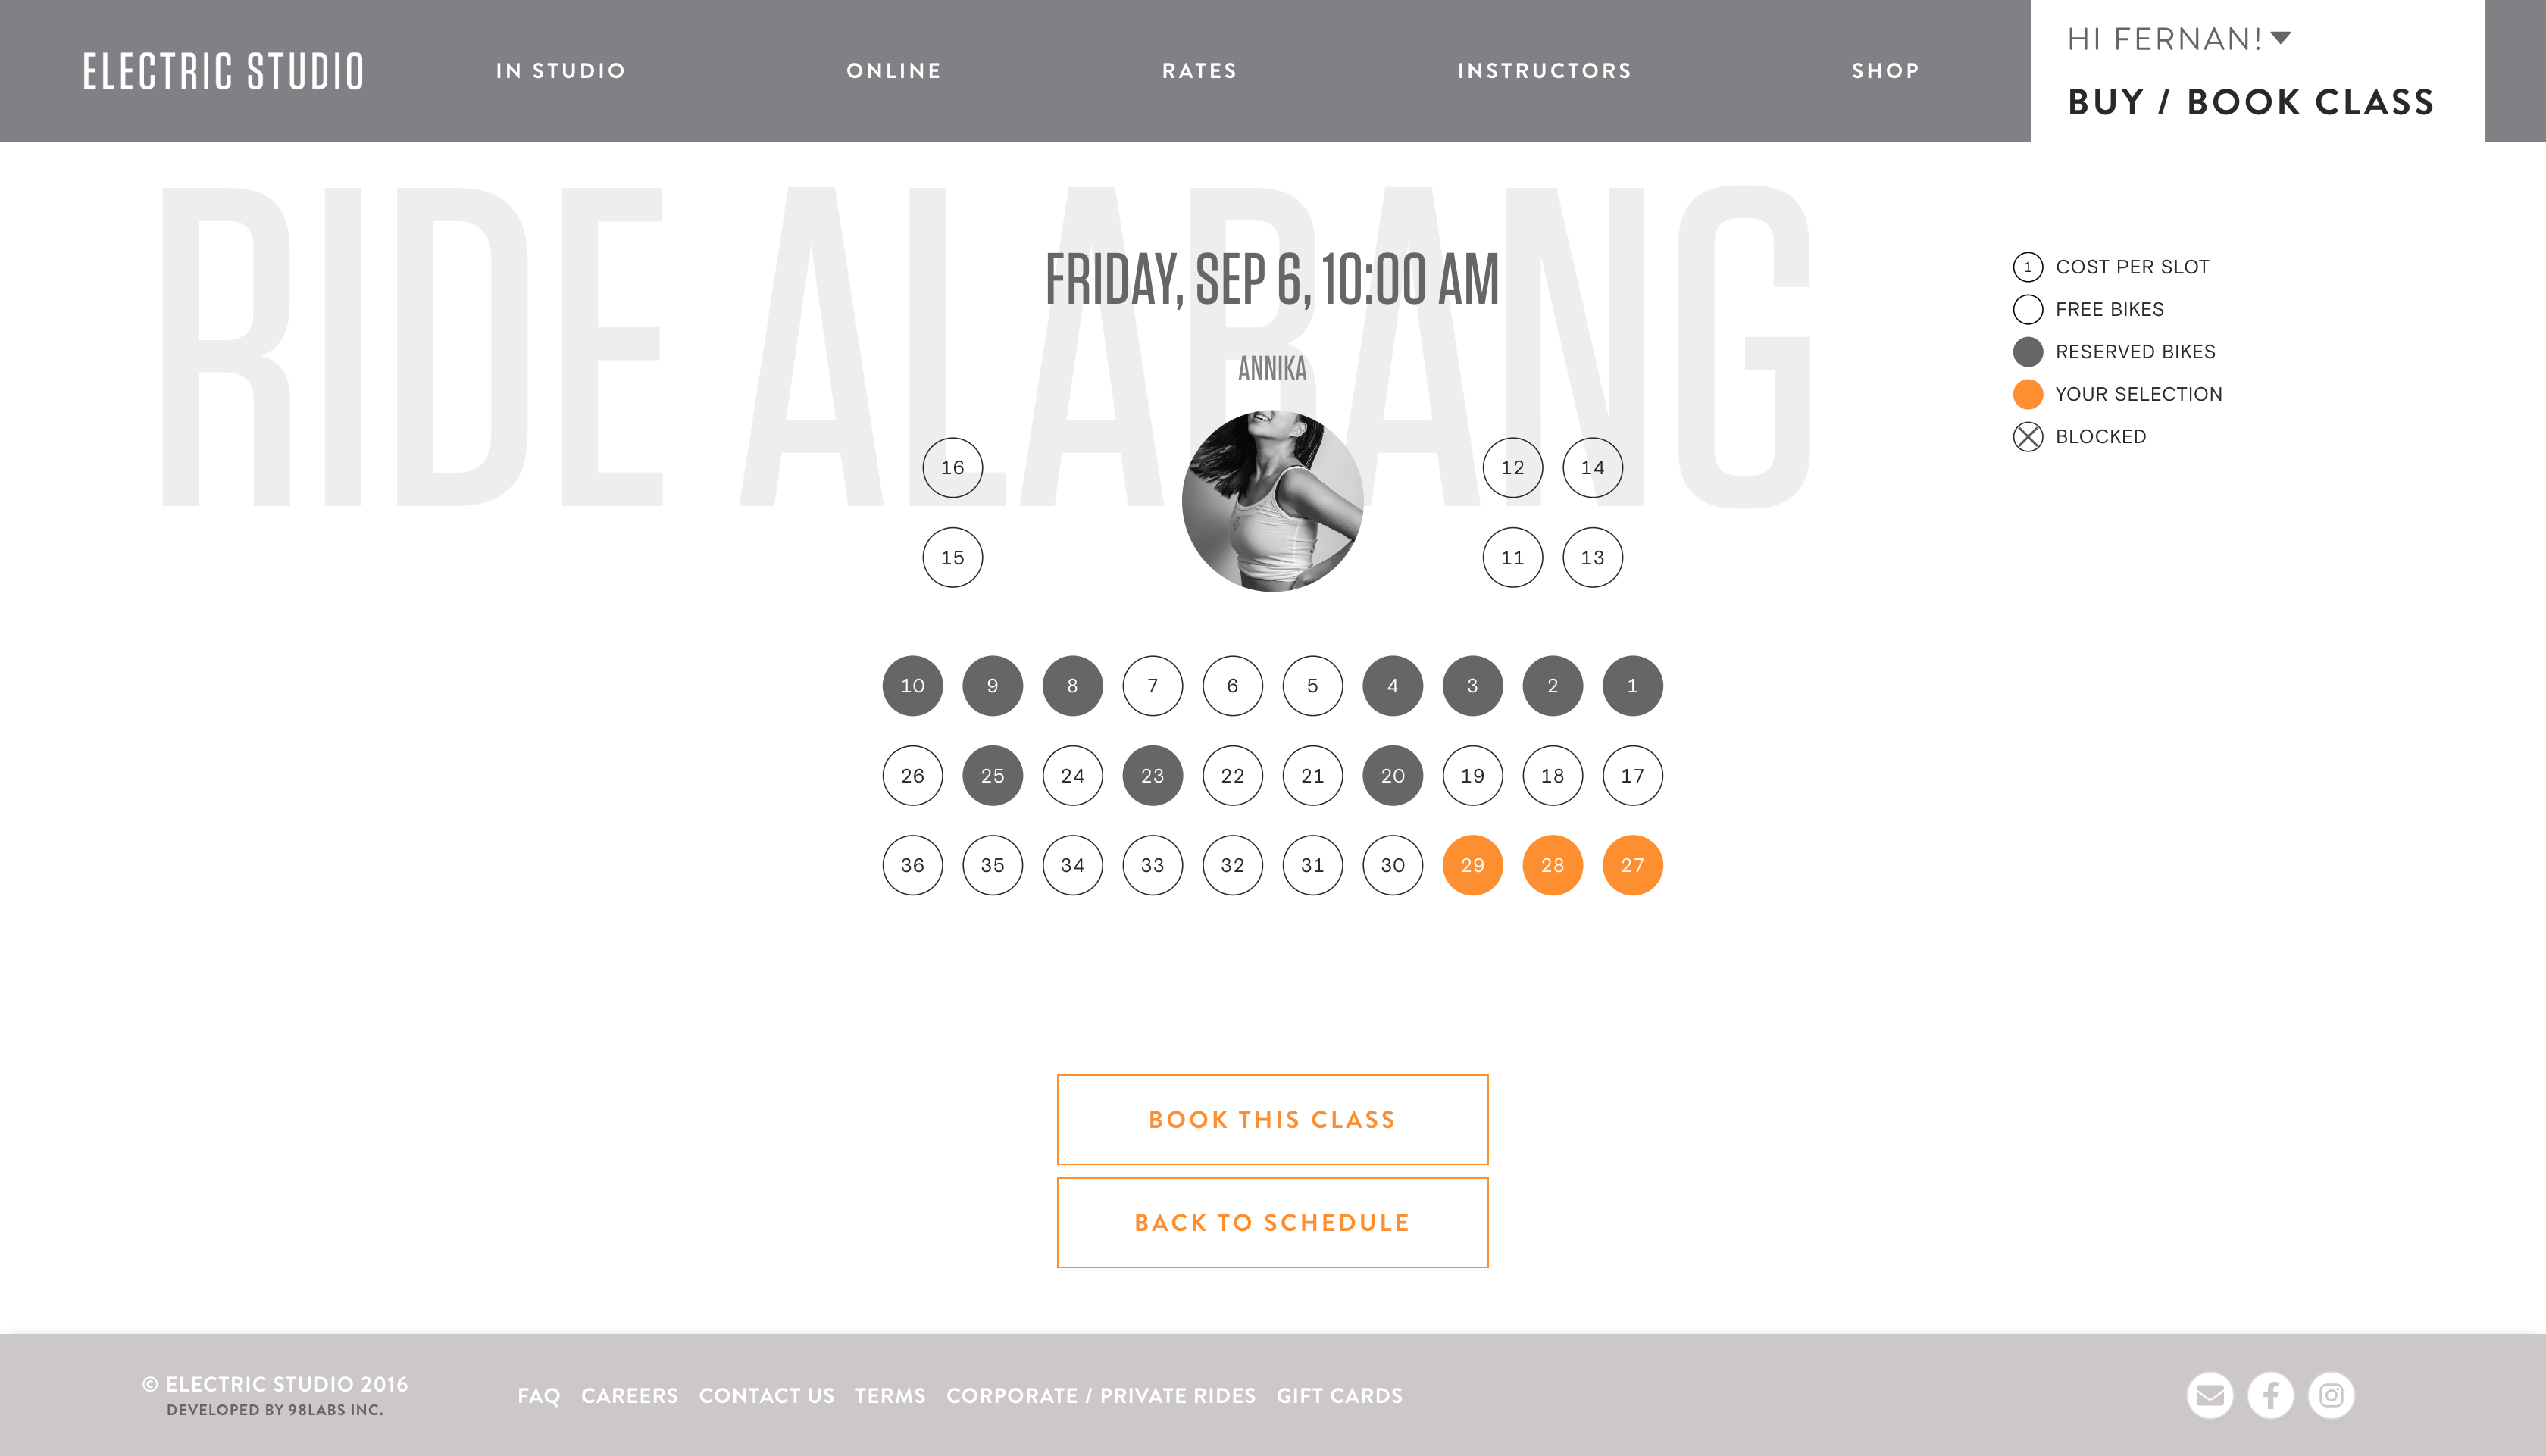 ELECTRIC STUDIO
IN STUDIO
ONLINE
RATES
INSTRUCTORS
SHOP
HI FERNAN!
BUY / BOOK CLASS
RIDE ALABANG
FRIDAY, SEP 6, 10:00 AM
ANNIKA
1 COST PER SLOT
FREE BIKES
RESERVED BIKES
YOUR SELECTION
BLOCKED
16 12 14
15 11 13
10 9 8 7 6 5 4 3 2 1
26 25 24 23 22 21 20 19 18 17
36 35 34 33 32 31 30 29 28 27
BOOK THIS CLASS
BACK TO SCHEDULE
© ELECTRIC STUDIO 2016
DEVELOPED BY 98LABS INC.
FAQ CAREERS CONTACT US TERMS CORPORATE / PRIVATE RIDES GIFT CARDS